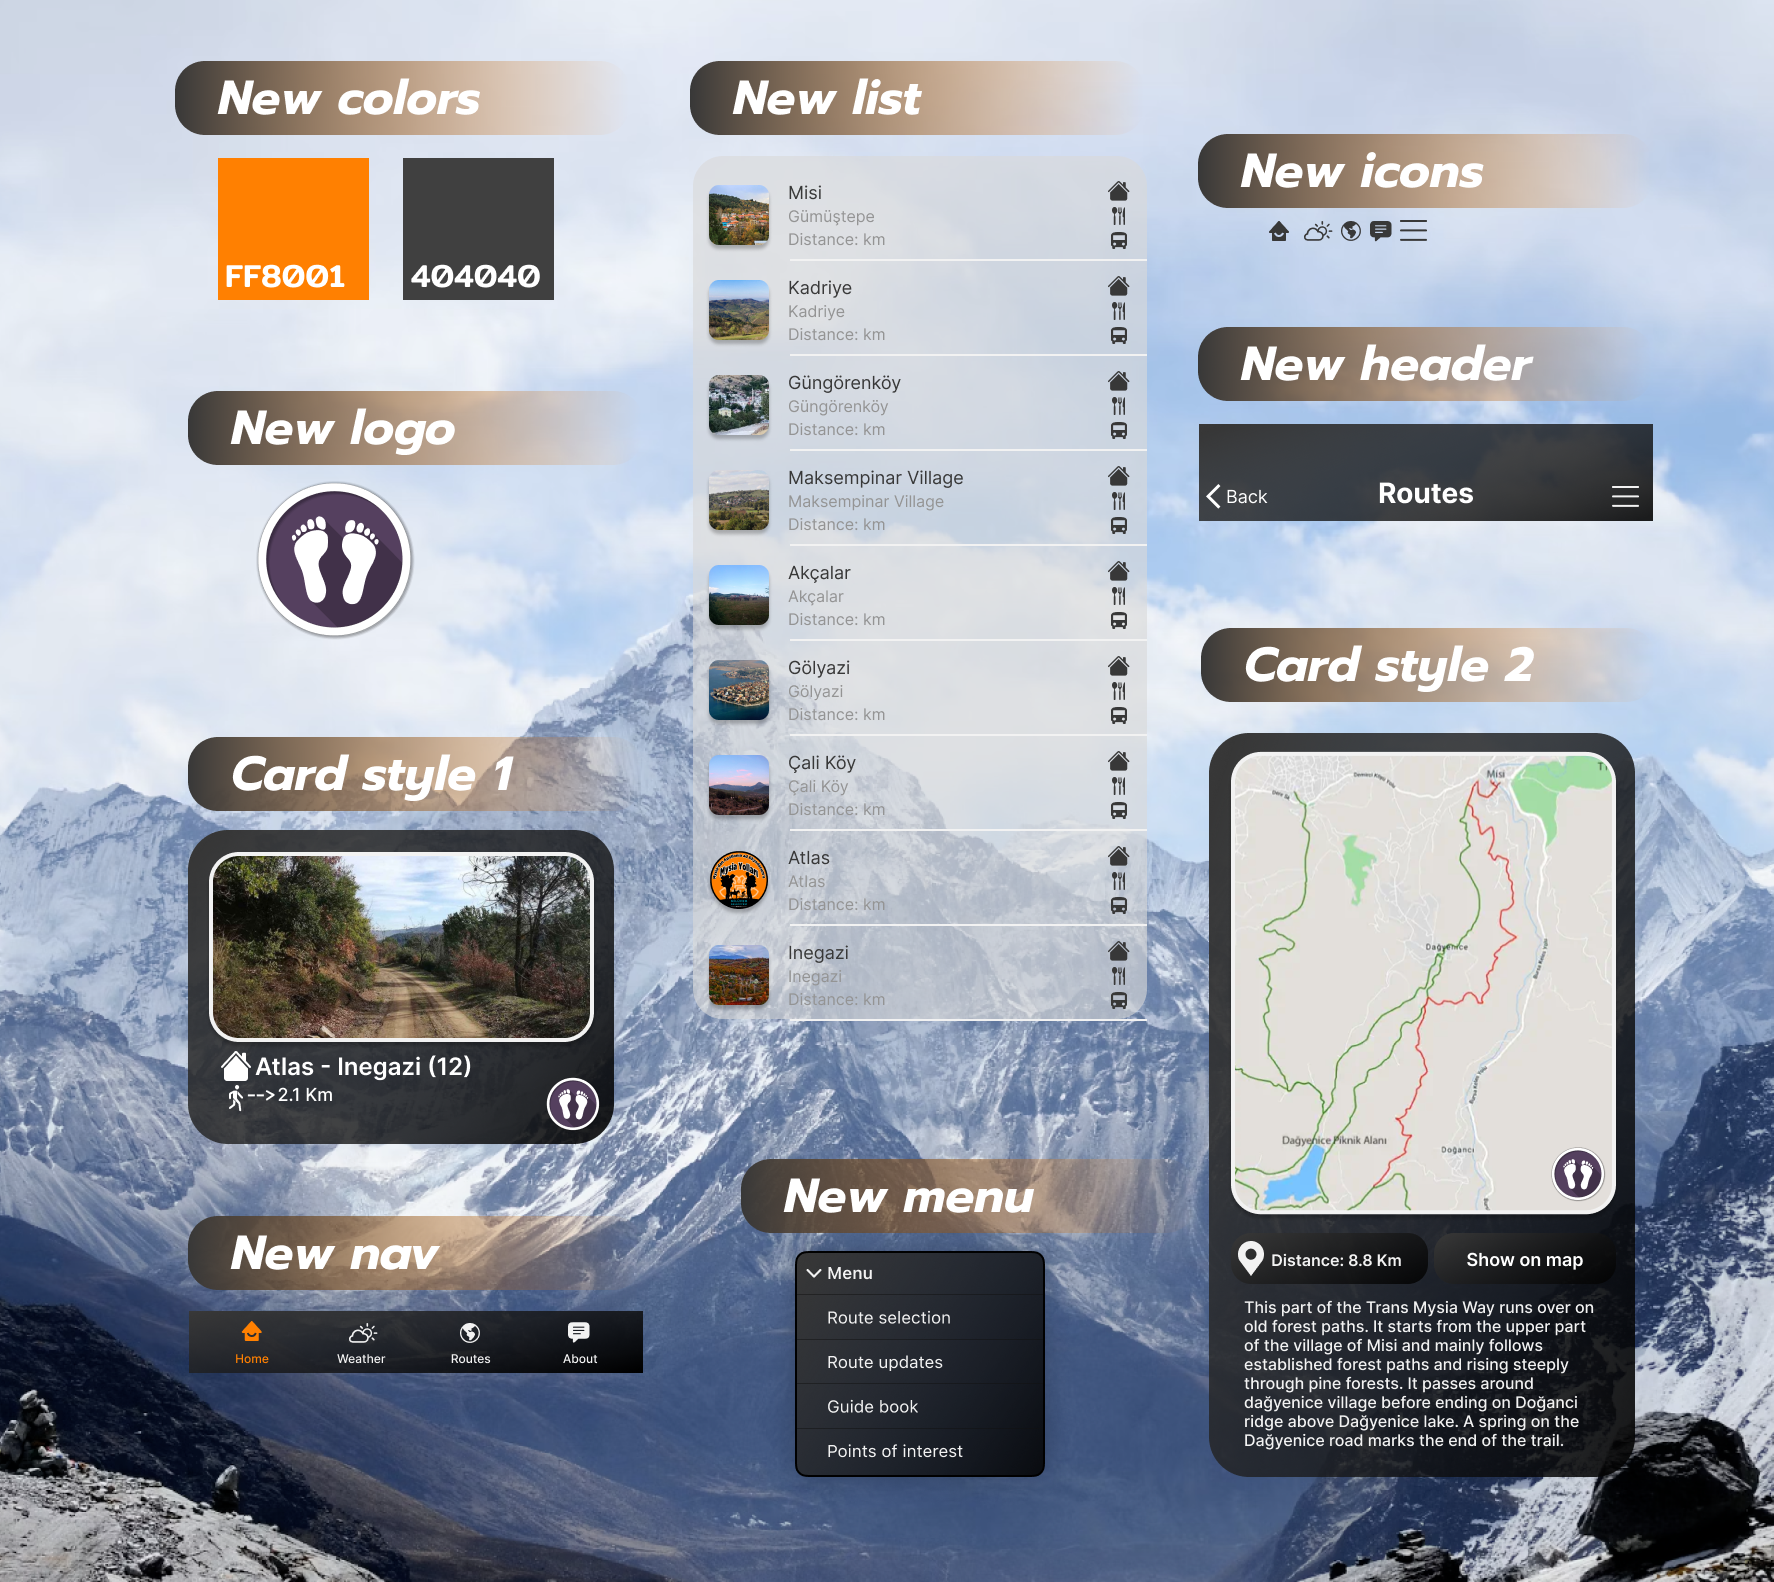 New colors
FF8001
404040
New logo
Card style 1
Atlas - Inegazi (12)
-->2.1 Km
New nav
Home
Weather
Routes
About
New list
Misi
Gümüştepe
Distance: km
Kadriye
Kadriye
Distance: km
Güngörenköy
Güngörenköy
Distance: km
Maksempinar Village
Maksempinar Village
Distance: km
Akçalar
Akçalar
Distance: km
Gölyazi
Gölyazi
Distance: km
Çali Köy
Çali Köy
Distance: km
Mysia Yolları
Atlas
Atlas
Distance: km
Inegazi
Inegazi
Distance: km
New menu
Menu
Route selection
Route updates
Guide book
Points of interest
New icons
New header
Back
Routes
Card style 2
Misi
Dağyenice
Dağyenice Piknik Alanı
Doğancı
Distance: 8.8 Km
Show on map
This part of the Trans Mysia Way runs over on
old forest paths. It starts from the upper part
of the village of Misi and mainly follows
established forest paths and rising steeply
through pine forests. It passes around
dağyenice village before ending on Doğanci
ridge above Dağyenice lake. A spring on the
Dağyenice road marks the end of the trail.